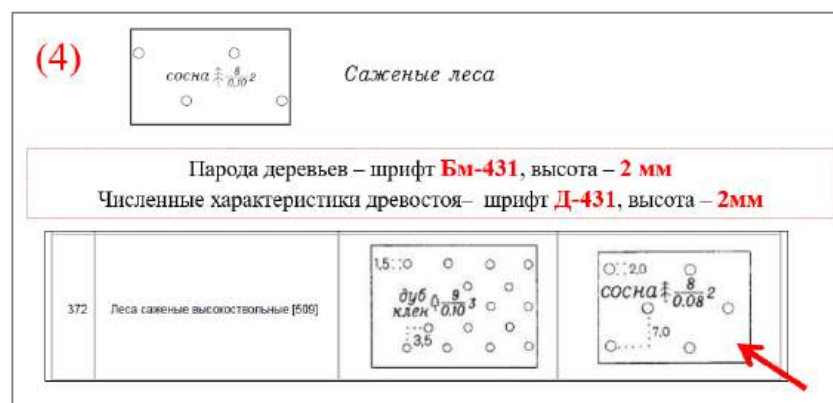 (4)
сосна 8/0,10 2
Саженые леса
Парода деревьев – шрифт Бм-431, высота – 2 мм
Численные характеристики древостоя– шрифт Д-431, высота – 2мм
372
Леса саженые высокоствольные [509]
1,5
дуб
клен 9/0.10 3
3,5
2,0
сосна 8/0.08 2
7,0